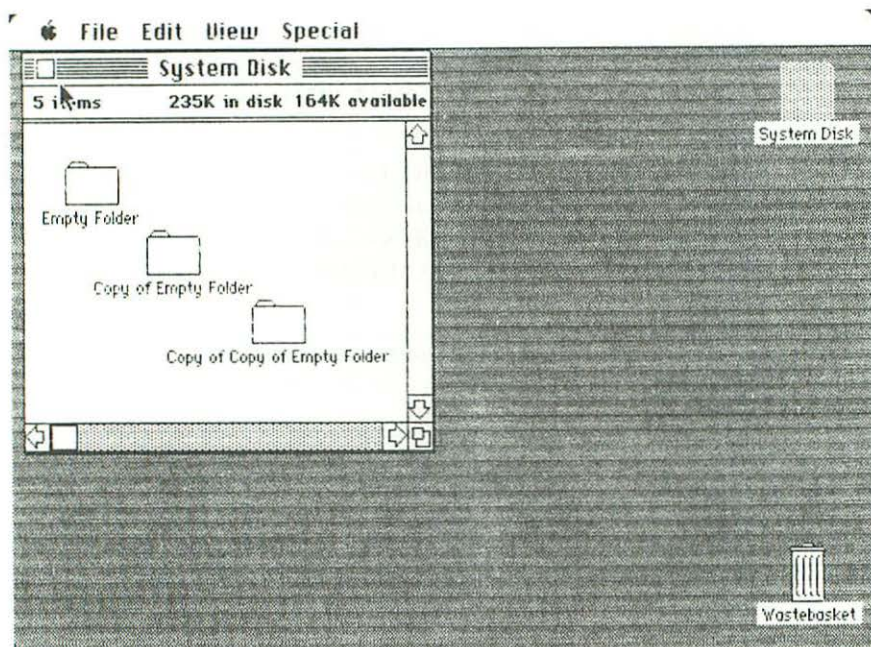 File Edit View Special
System Disk
5 items 235K in disk 164K available
System Disk
Empty Folder
Copy of Empty Folder
Copy of Copy of Empty Folder
Wastebasket